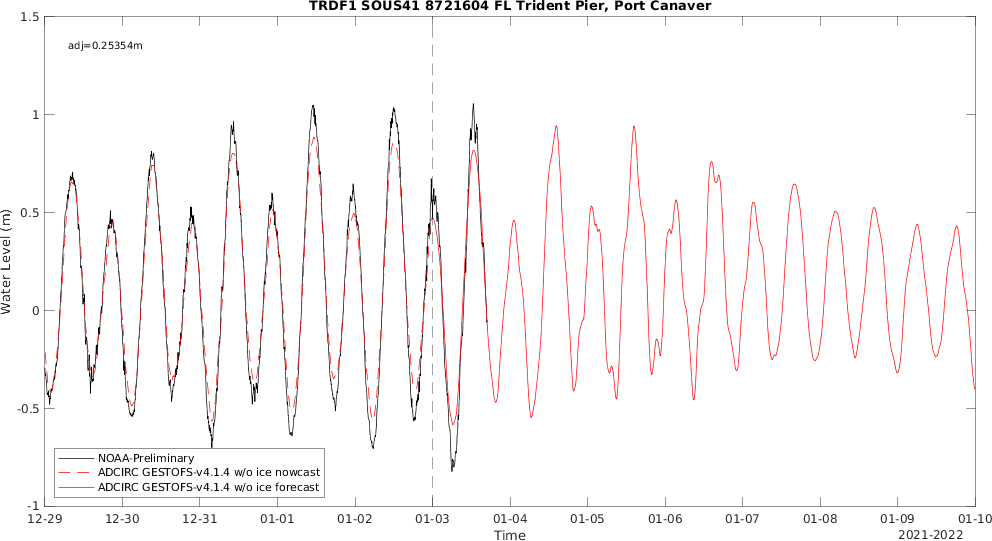 TRDF1 SOUS41 8721604 FL Trident Pier, Port Canaver
adj=0.25354m
1.5
1
0.5
0
-0.5
-1
Water Level (m)
NOAA-Preliminary
ADCIRC GESTOFS-v4.1.4 w/o ice nowcast
ADCIRC GESTOFS-v4.1.4 w/o ice forecast
12-29 12-30 12-31 01-01 01-02 01-03 01-04 01-05 01-06 01-07 01-08 01-09 01-10
Time
2021-2022